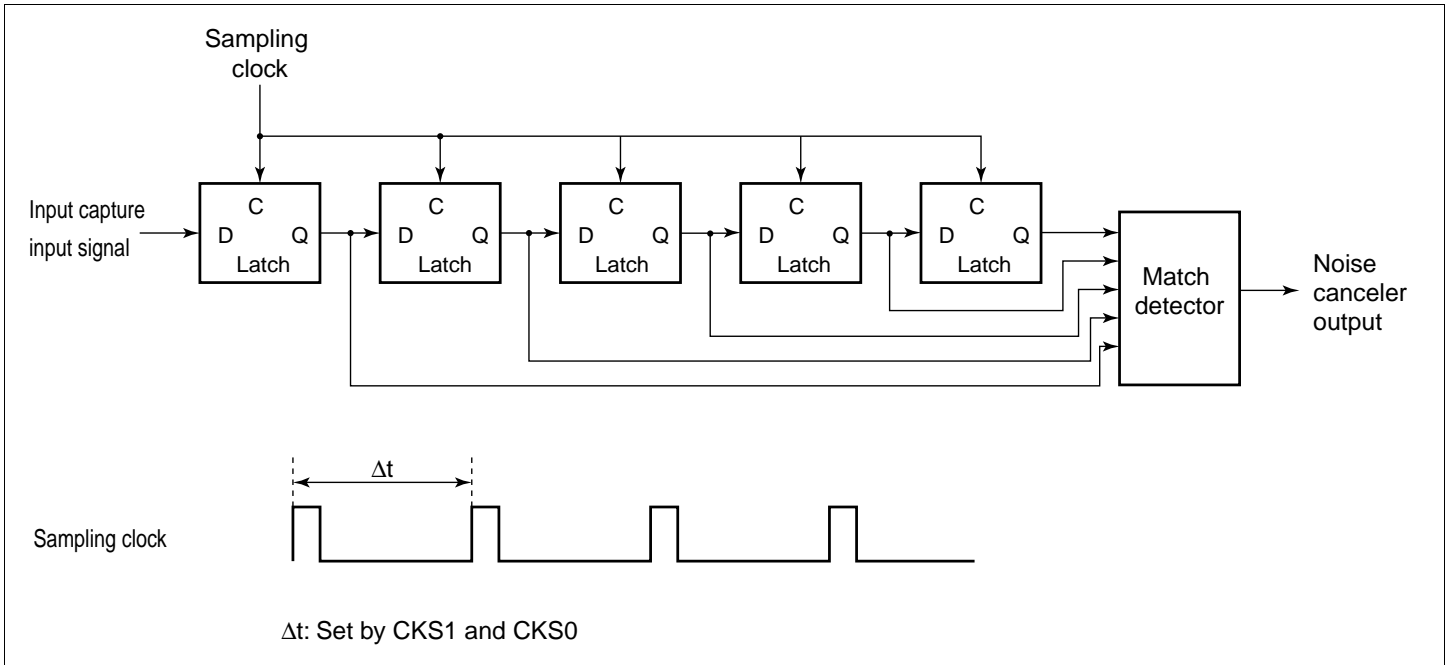 Sampling
clock
C
D Q
Latch
C
D Q
Latch
C
D Q
Latch
C
D Q
Latch
C
D Q
Latch
Input capture
input signal
Match
detector
Noise
canceler
output
Δt
Sampling clock
Δt: Set by CKS1 and CKS0